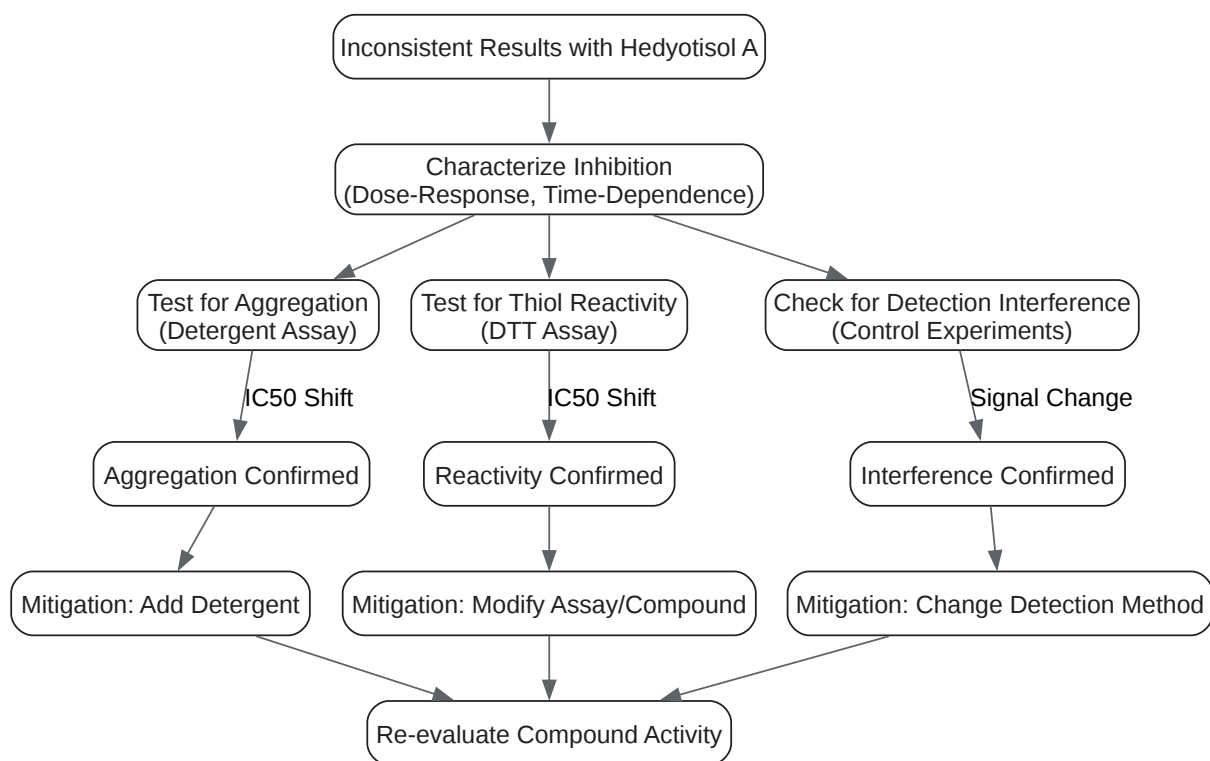 Inconsistent Results with Hedyotisol A
Characterize Inhibition
(Dose-Response, Time-Dependence)
Test for Aggregation
(Detergent Assay)
Test for Thiol Reactivity
(DTT Assay)
Check for Detection Interference
(Control Experiments)
IC50 Shift
IC50 Shift
Signal Change
Aggregation Confirmed
Reactivity Confirmed
Interference Confirmed
Mitigation: Add Detergent
Mitigation: Modify Assay/Compound
Mitigation: Change Detection Method
Re-evaluate Compound Activity